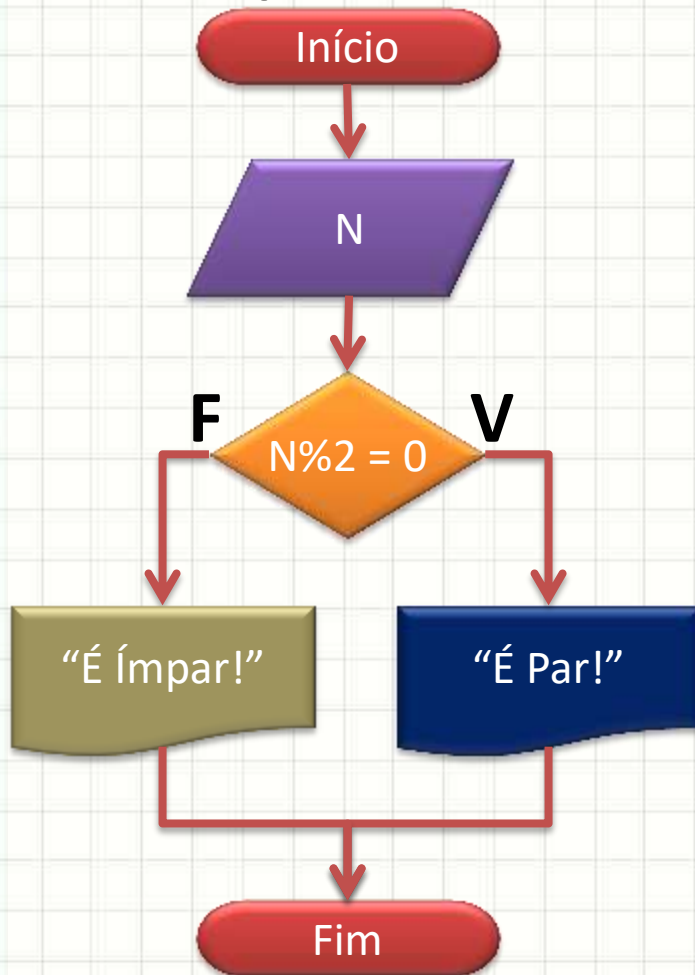 Início
N
F
V
N%2 = 0
“É Ímpar!”
“É Par!”
Fim